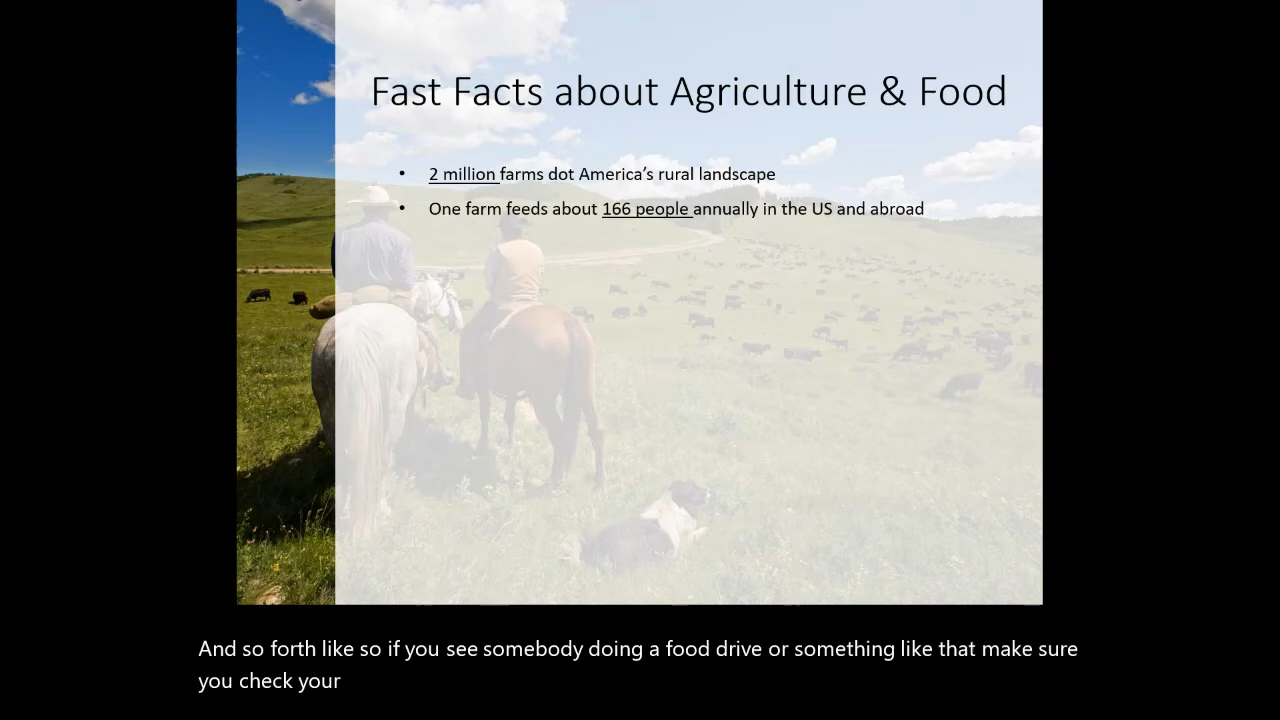 Fast Facts about Agriculture & Food
• 2 million farms dot America’s rural landscape
• One farm feeds about 166 people annually in the US and abroad
And so forth like so if you see somebody doing a food drive or something like that make sure
you check your